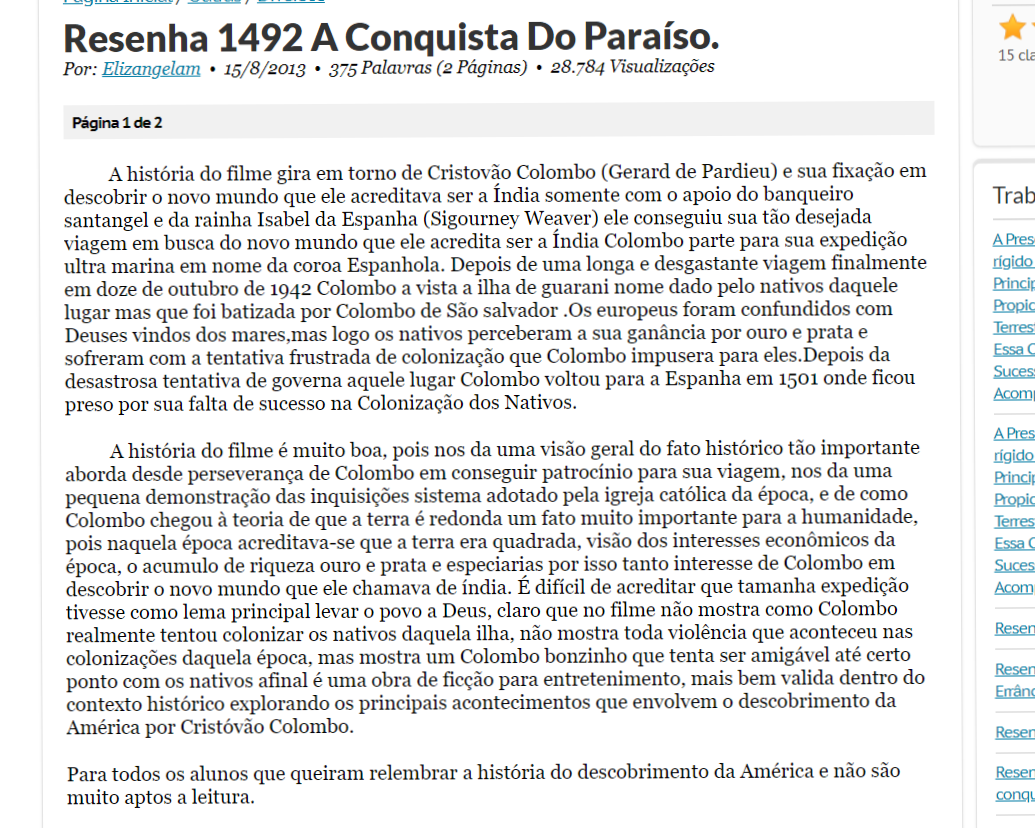 Página Inicial / Outras / Diversos
Resenha 1492 A Conquista Do Paraíso.
Por: Elizangelam • 15/8/2013 • 375 Palavras (2 Páginas) • 28.784 Visualizações
15 cla
Página 1 de 2
A história do filme gira em torno de Cristovão Colombo (Gerard de Pardieu) e sua fixação em
descobrir o novo mundo que ele acreditava ser a Índia somente com o apoio do banqueiro
santangel e da rainha Isabel da Espanha (Sigourney Weaver) ele conseguiu sua tão desejada
viagem em busca do novo mundo que ele acredita ser a Índia Colombo parte para sua expedição
ultra marina em nome da coroa Espanhola. Depois de uma longa e desgastante viagem finalmente
em doze de outubro de 1942 Colombo a vista a ilha de guarani nome dado pelo nativos daquele
lugar mas que foi batizada por Colombo de São salvador .Os europeus foram confundidos com
Deuses vindos dos mares,mas logo os nativos perceberam a sua ganância por ouro e prata e
sofreram com a tentativa frustrada de colonização que Colombo impusera para eles.Depois da
desastrosa tentativa de governa aquele lugar Colombo voltou para a Espanha em 1501 onde ficou
preso por sua falta de sucesso na Colonização dos Nativos.
A história do filme é muito boa, pois nos da uma visão geral do fato histórico tão importante
aborda desde perseverança de Colombo em conseguir patrocínio para sua viagem, nos da uma
pequena demonstração das inquisições sistema adotado pela igreja católica da época, e de como
Colombo chegou à teoria de que a terra é redonda um fato muito importante para a humanidade,
pois naquela época acreditava-se que a terra era quadrada, visão dos interesses econômicos da
época, o acumulo de riqueza ouro e prata e especiarias por isso tanto interesse de Colombo em
descobrir o novo mundo que ele chamava de índia. É difícil de acreditar que tamanha expedição
tivesse como lema principal levar o povo a Deus, claro que no filme não mostra como Colombo
realmente tentou colonizar os nativos daquela ilha, não mostra toda violência que aconteceu nas
colonizações daquela época, mas mostra um Colombo bonzinho que tenta ser amigável até certo
ponto com os nativos afinal é uma obra de ficção para entretenimento, mais bem valida dentro do
contexto histórico explorando os principais acontecimentos que envolvem o descobrimento da
América por Cristóvão Colombo.
Para todos os alunos que queiram relembrar a história do descobrimento da América e não são
muito aptos a leitura.
Trab
A Pres
rígido
Princip
Propic
Terres
Essa C
Suces
Acomp
A Pres
rígido
Princip
Propic
Terres
Essa C
Suces
Acomp
Resen
Resen
Errânc
Resen
Resen
conqu